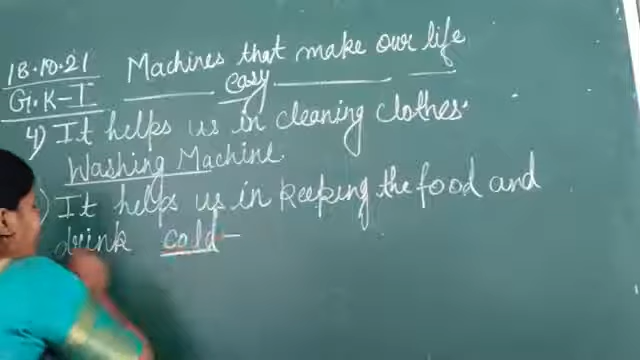 18.10.21
G.K-I
Machines that make our life
easy
4) It helps us in cleaning clothes.
Washing Machine.
) It helps us in keeping the food and
drink cold-